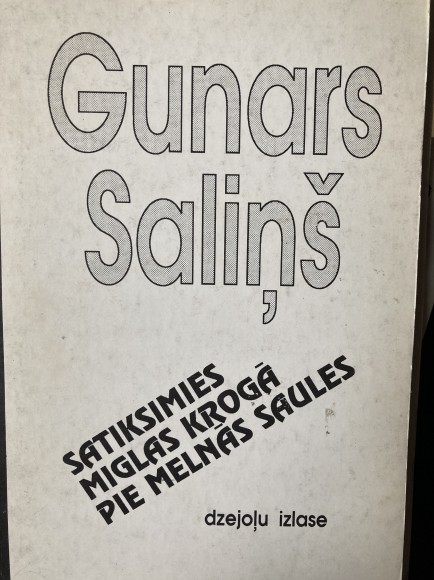 Gunars
Saliņš
SATIKSIMIES
MIGLAS KROGĀ
PIE MELNĀS SAULES
dzejoļu izlase